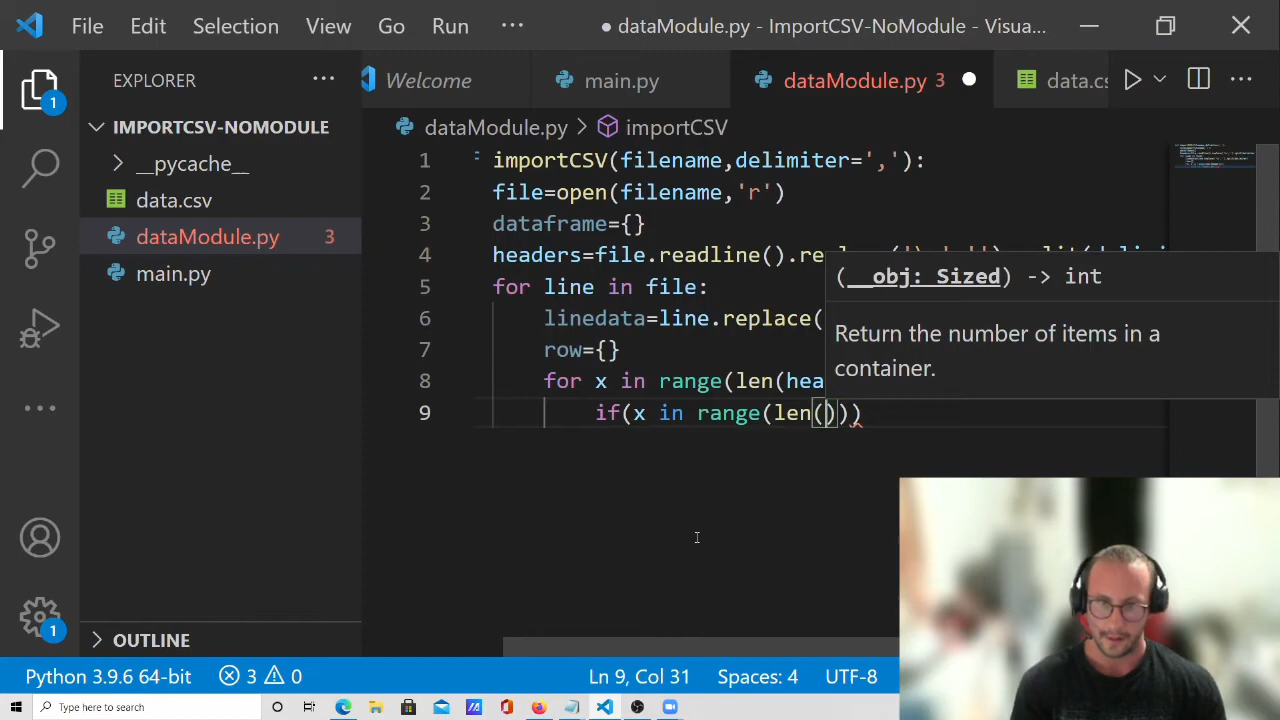 File Edit Selection View Go Run ··· ● dataModule.py - ImportCSV-NoModule - Visua...
EXPLORER ··· Welcome main.py dataModule.py 3 data.cs
1
IMPORTCSV-NOMODULE dataModule.py > importCSV
__pycache__
data.csv
dataModule.py 3
main.py
1 importCSV(filename,delimiter=','):
2 file=open(filename,'r')
3 dataframe={}
4 headers=file.readline().re
5 for line in file:
6 linedata=line.replace(
7 row={}
8 for x in range(len(hea
9 if(x in range(len()))
(__obj: Sized) -> int
Return the number of items in a
container.
1
OUTLINE
Python 3.9.6 64-bit 3 0 Ln 9, Col 31 Spaces: 4 UTF-8
Type here to search